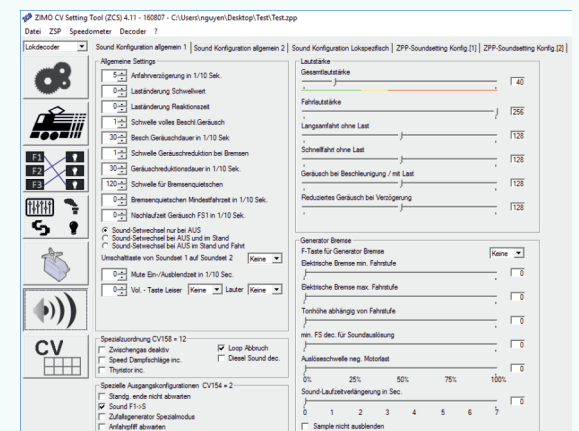 ZIMO CV Setting Tool (ZCS) 4.11 - 160807 - C:\Users\nguyen\Desktop\Test\Test.zpp
Datei ZSP Speedometer Decoder ?
Lokdecoder
Sound Konfiguration allgemein 1 | Sound Konfiguration allgemein 2 | Sound Konfiguration Lokspezifisch | ZPP-Soundsetting Konfig.[1] | ZPP-Soundsetting Konfig.[2]
Allgemeine Settings
5 Anfahrverzögerung in 1/10 Sek.
0 Laständerung Schwellwert
0 Laständerung Reaktionszeit
1 Schwelle volles Beschl.Geräusch
30 Besch.Geräuschdauer in 1/10 Sek
1 Schwelle Geräuschreduktion bei Bremsen
30 Geräuschreduktionsdauer in 1/10 Sek.
120 Schwelle für Bremsenquietschen
0 Bremsenquietschen Mindestfahrzeit in 1/10 Sek
0 Nachlaufzeit Geräusch FS1 in 1/10 Sek.
Sound-Setwechsel nur bei AUS
Sound-Setwechsel bei AUS und im Stand
Sound-Setwechsel bei AUS im Stand und Fahrt
Umschalttaste von Soundset 1 auf Soundset 2 Keine
0 Mute Ein-/Ausblendzeit in 1/10 Sec.
0 Vol. - Taste Leiser Keine Lauter Keine
Spezialzuordnung CV158 = 12
Zwischengas deaktiv
Loop Abbruch
Speed Dampfschläge inc.
Diesel Sound dec.
Thyristor inc.
Spezielle Ausgangskonfigurationen CV154 = 2
Standg. ende nicht abwarten
Sound F1->S
Zufallsgenerator Spezialmodus
Anfahrpfiff abwarten
Lautstärke
Gesamtlautstärke
40
Fahrlautstärke
256
Langsamfahrt ohne Last
128
Schnellfahrt ohne Last
128
Geräusch bei Beschleunigung / mit Last
128
Reduziertes Geräusch bei Verzögerung
128
Generator Bremse
F-Taste für Generator Bremse Keine
Elektrische Bremse min. Fahrstufe
0
Elektrische Bremse max. Fahrstufe
0
Tonhöhe abhängig von Fahrstufe
0
min. FS dec. für Soundauslösung
0
Auslöseschwelle neg. Motorlast
0
0% 25% 50% 75% 100%
Sound-Laufzeitverlängerung in Sec.
0
0 1 2 3 4 5 6 7
Sample nicht ausblenden
F1
F2
F3
CV